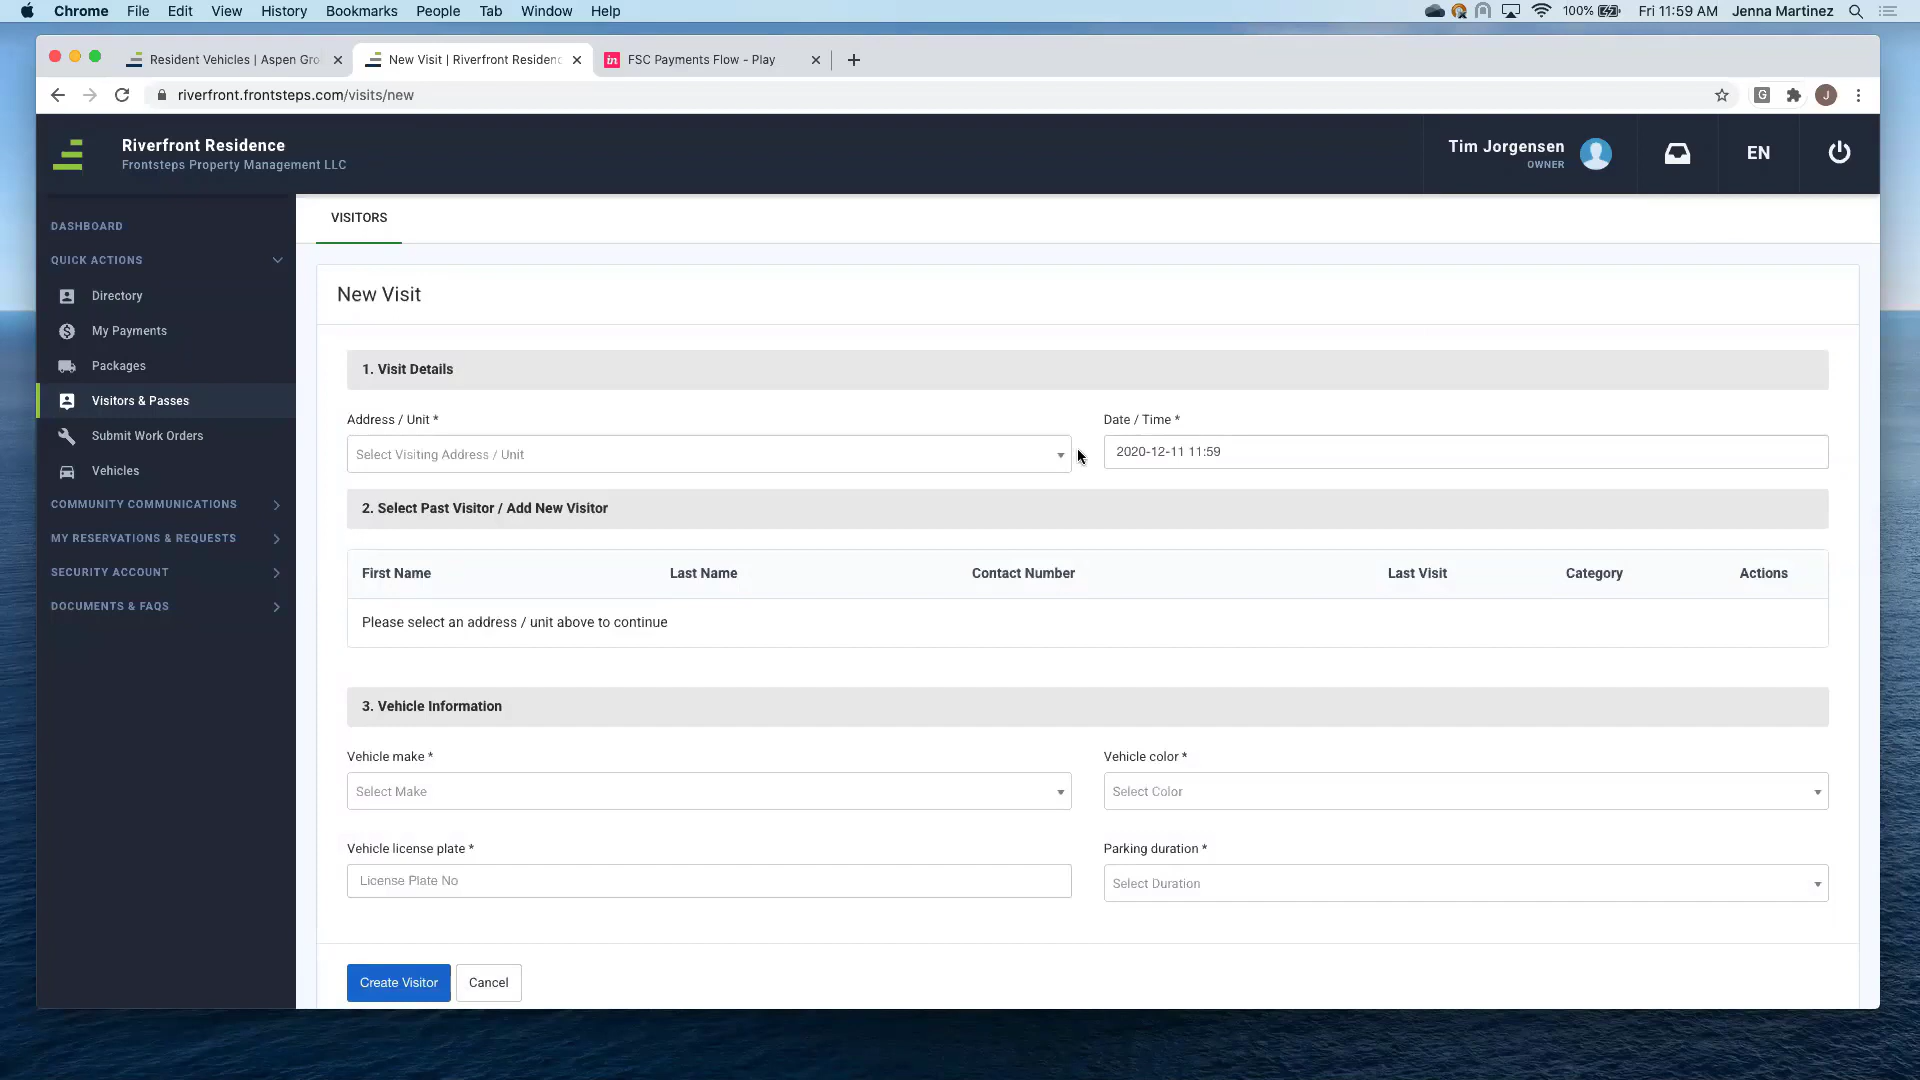 Chrome File Edit View History Bookmarks People Tab Window Help 100% Fri 11:59 AM Jenna Martinez
Resident Vehicles | Aspen Gro New Visit | Riverfront Residenc in FSC Payments Flow - Play
riverfront.frontsteps.com/visits/new G J
Riverfront Residence
Frontsteps Property Management LLC
Tim Jorgensen
OWNER
EN
DASHBOARD
QUICK ACTIONS
Directory
My Payments
Packages
Visitors & Passes
Submit Work Orders
Vehicles
COMMUNITY COMMUNICATIONS
MY RESERVATIONS & REQUESTS
SECURITY ACCOUNT
DOCUMENTS & FAQS
VISITORS
New Visit
1. Visit Details
Address / Unit * Date / Time *
Select Visiting Address / Unit 2020-12-11 11:59
2. Select Past Visitor / Add New Visitor
First Name Last Name Contact Number Last Visit Category Actions
Please select an address / unit above to continue
3. Vehicle Information
Vehicle make * Vehicle color *
Select Make Select Color
Vehicle license plate * Parking duration *
License Plate No Select Duration
Create Visitor Cancel